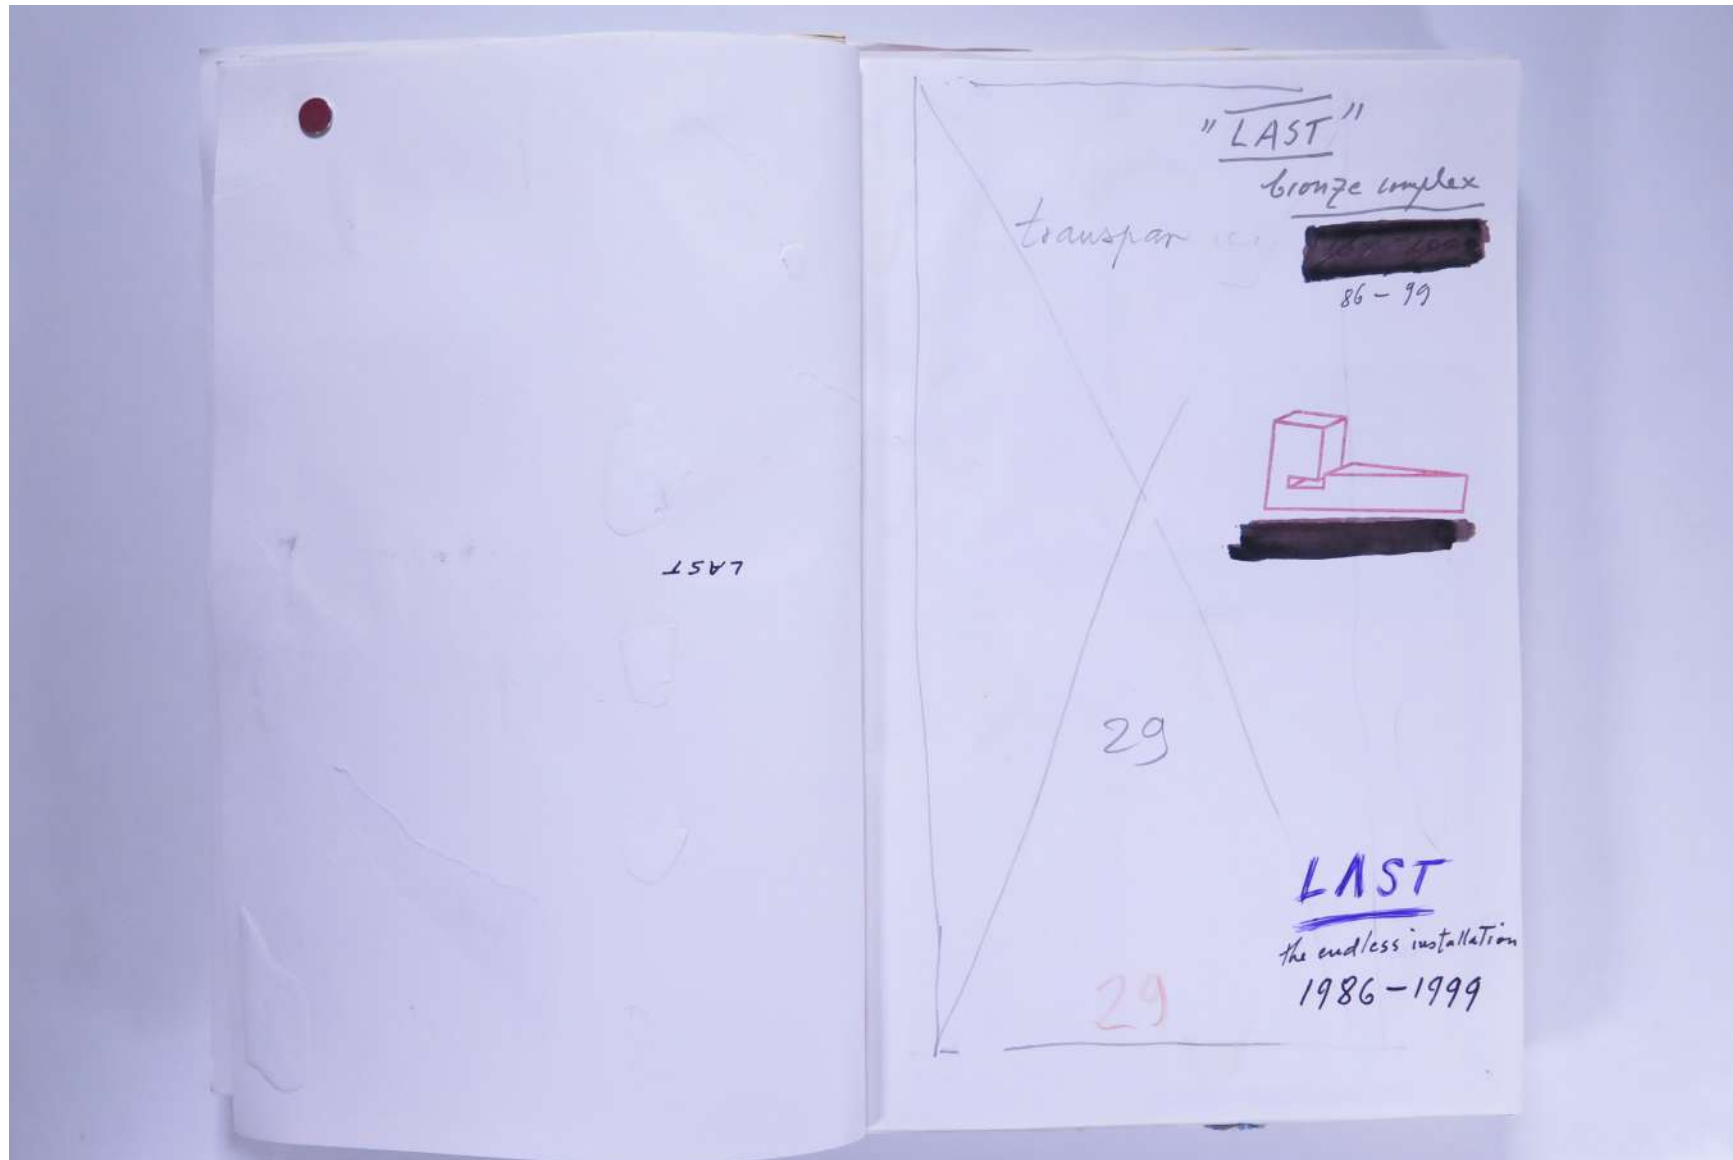 LAST
"LAST"
bronze complex
transpar
86 – 99
29
LAST
the endless installation
1986 – 1999
29